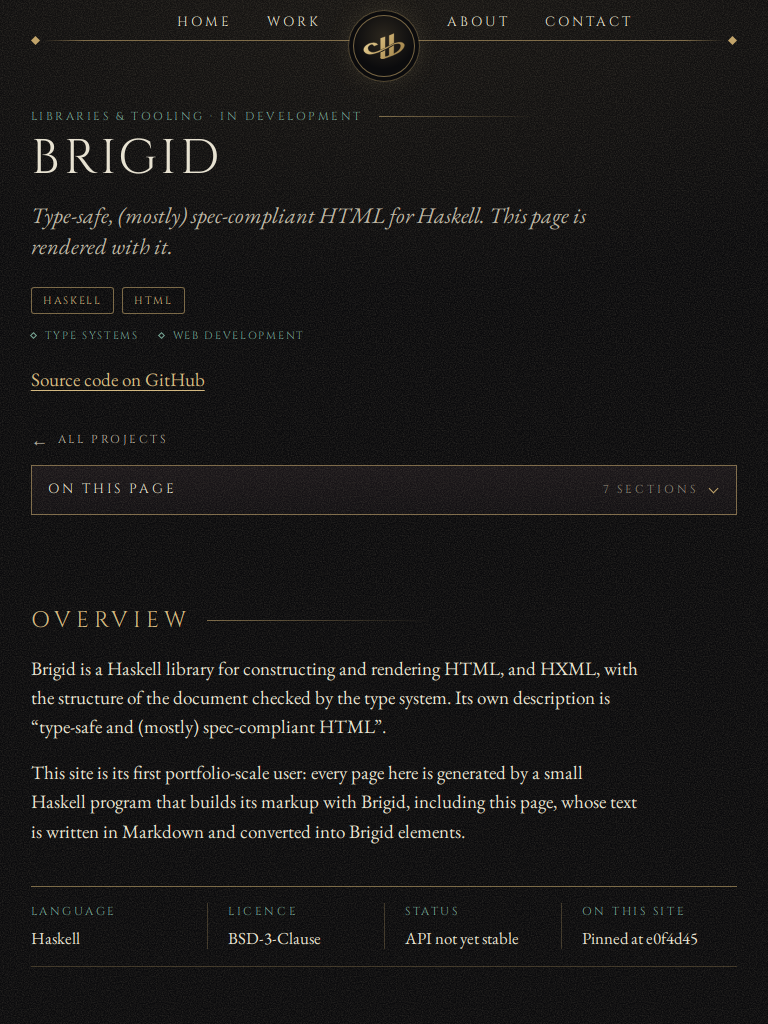 HOME WORK ABOUT CONTACT
LIBRARIES & TOOLING · IN DEVELOPMENT
BRIGID
Type-safe, (mostly) spec-compliant HTML for Haskell. This page is
rendered with it.
HASKELL HTML
TYPE SYSTEMS WEB DEVELOPMENT
Source code on GitHub
← ALL PROJECTS
ON THIS PAGE 7 SECTIONS
OVERVIEW
Brigid is a Haskell library for constructing and rendering HTML, and HXML, with
the structure of the document checked by the type system. Its own description is
“type-safe and (mostly) spec-compliant HTML”.
This site is its first portfolio-scale user: every page here is generated by a small
Haskell program that builds its markup with Brigid, including this page, whose text
is written in Markdown and converted into Brigid elements.
LANGUAGE LICENCE STATUS ON THIS SITE
Haskell BSD-3-Clause API not yet stable Pinned at e0f4d45